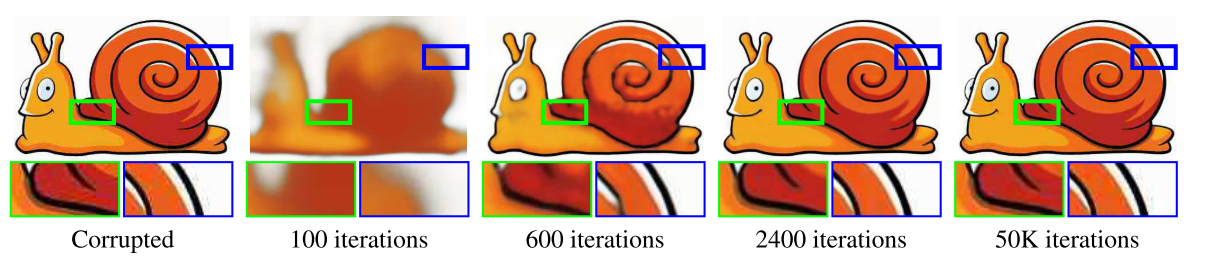 Corrupted
100 iterations
600 iterations
2400 iterations
50K iterations